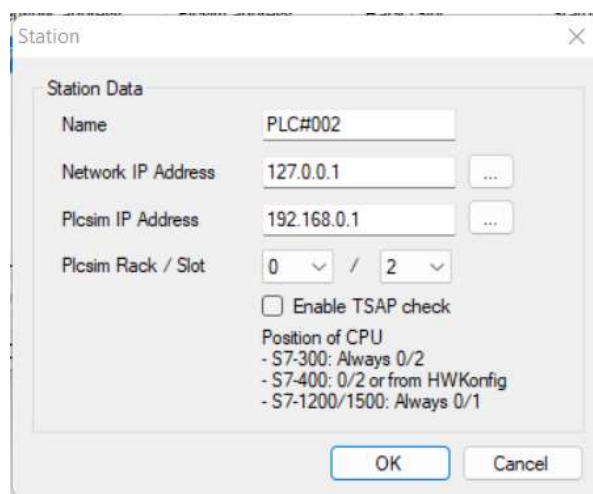 Station
Station Data
Name PLC#002
Network IP Address 127.0.0.1 ...
Plcsim IP Address 192.168.0.1 ...
Plcsim Rack / Slot 0 / 2
Enable TSAP check
Position of CPU
- S7-300: Always 0/2
- S7-400: 0/2 or from HWKonfig
- S7-1200/1500: Always 0/1
OK Cancel